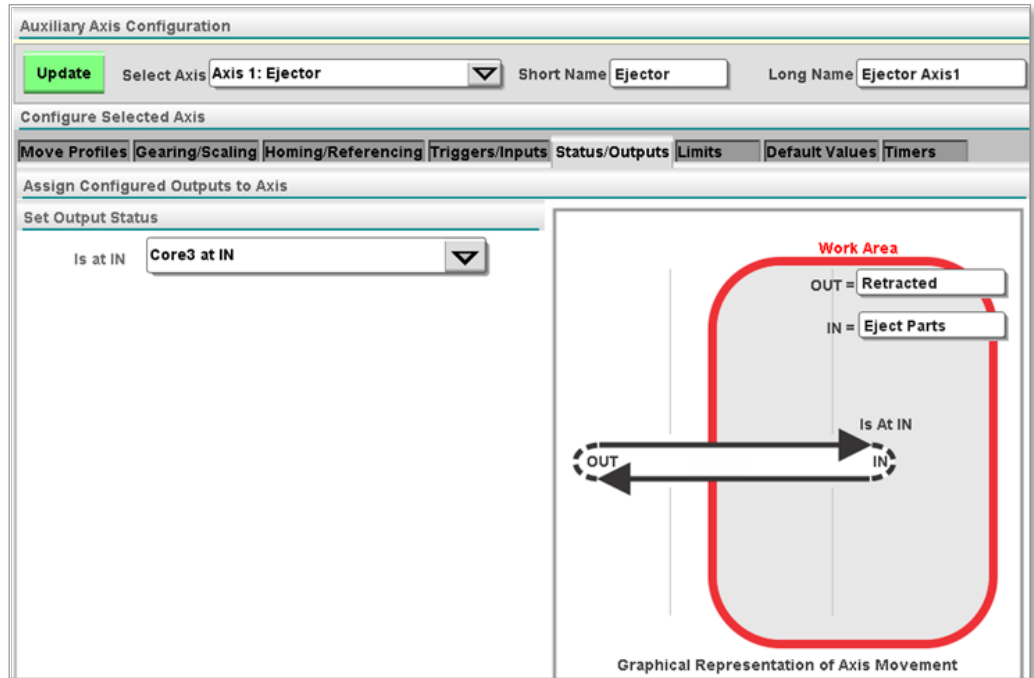 Auxiliary Axis Configuration
Update Select Axis Axis 1: Ejector Short Name Ejector Long Name Ejector Axis1
Configure Selected Axis
Move Profiles Gearing/Scaling Homing/Referencing Triggers/Inputs Status/Outputs Limits Default Values Timers
Assign Configured Outputs to Axis
Set Output Status
Is at IN Core3 at IN
Work Area
OUT = Retracted
IN = Eject Parts
Is At IN
OUT IN
Graphical Representation of Axis Movement